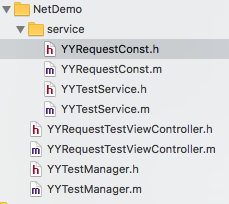 NetDemo
service
h YYRequestConst.h
m YYRequestConst.m
h YYTestService.h
m YYTestService.m
h YYRequestTestViewController.h
m YYRequestTestViewController.m
h YYTestManager.h
m YYTestManager.m